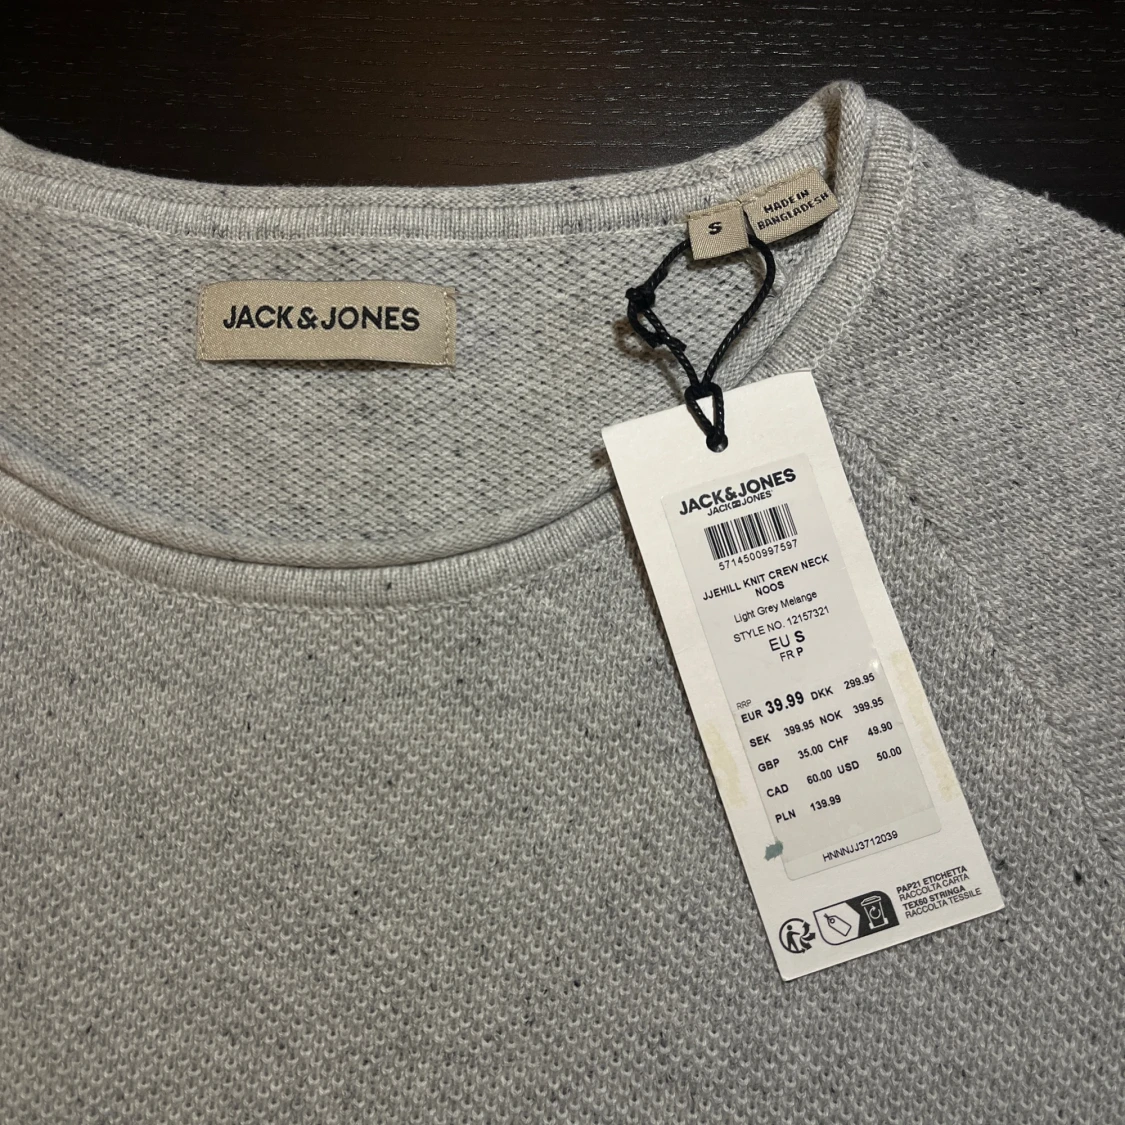 S
MADE IN
BANGLADESH
JACK&JONES
JACK&JONES
JACK JONES
5714500997597
JJEHILL KNIT CREW NECK
NOOS
Light Grey Melange
STYLE NO. 12157321
EU S
FR P
RRP
EUR 39.99 DKK 299.95
SEK 399.95 NOK 399.95
GBP 35.00 CHF 49.90
CAD 60.00 USD 50.00
PLN 139.99
HNNNJJ3712039
PAP21 ETICHETTA
RACCOLTA CARTA
TEX60 STRINGA
RACCOLTA TESSILE